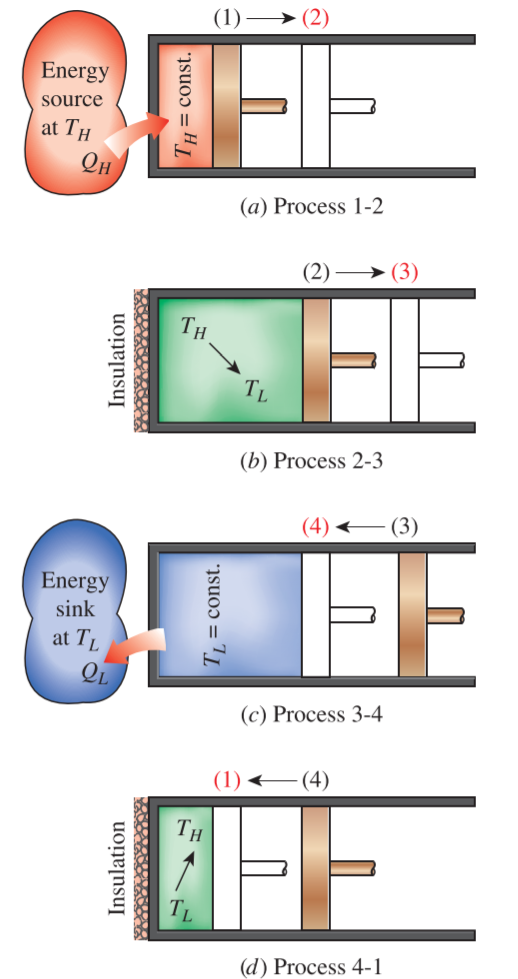 (1) → (2)
Energy
source
at T_H
Q_H
T_H = const.
(a) Process 1-2
(2) → (3)
Insulation
T_H
T_L
(b) Process 2-3
(4) ← (3)
Energy
sink
at T_L
Q_L
T_L = const.
(c) Process 3-4
(1) ← (4)
Insulation
T_H
T_L
(d) Process 4-1